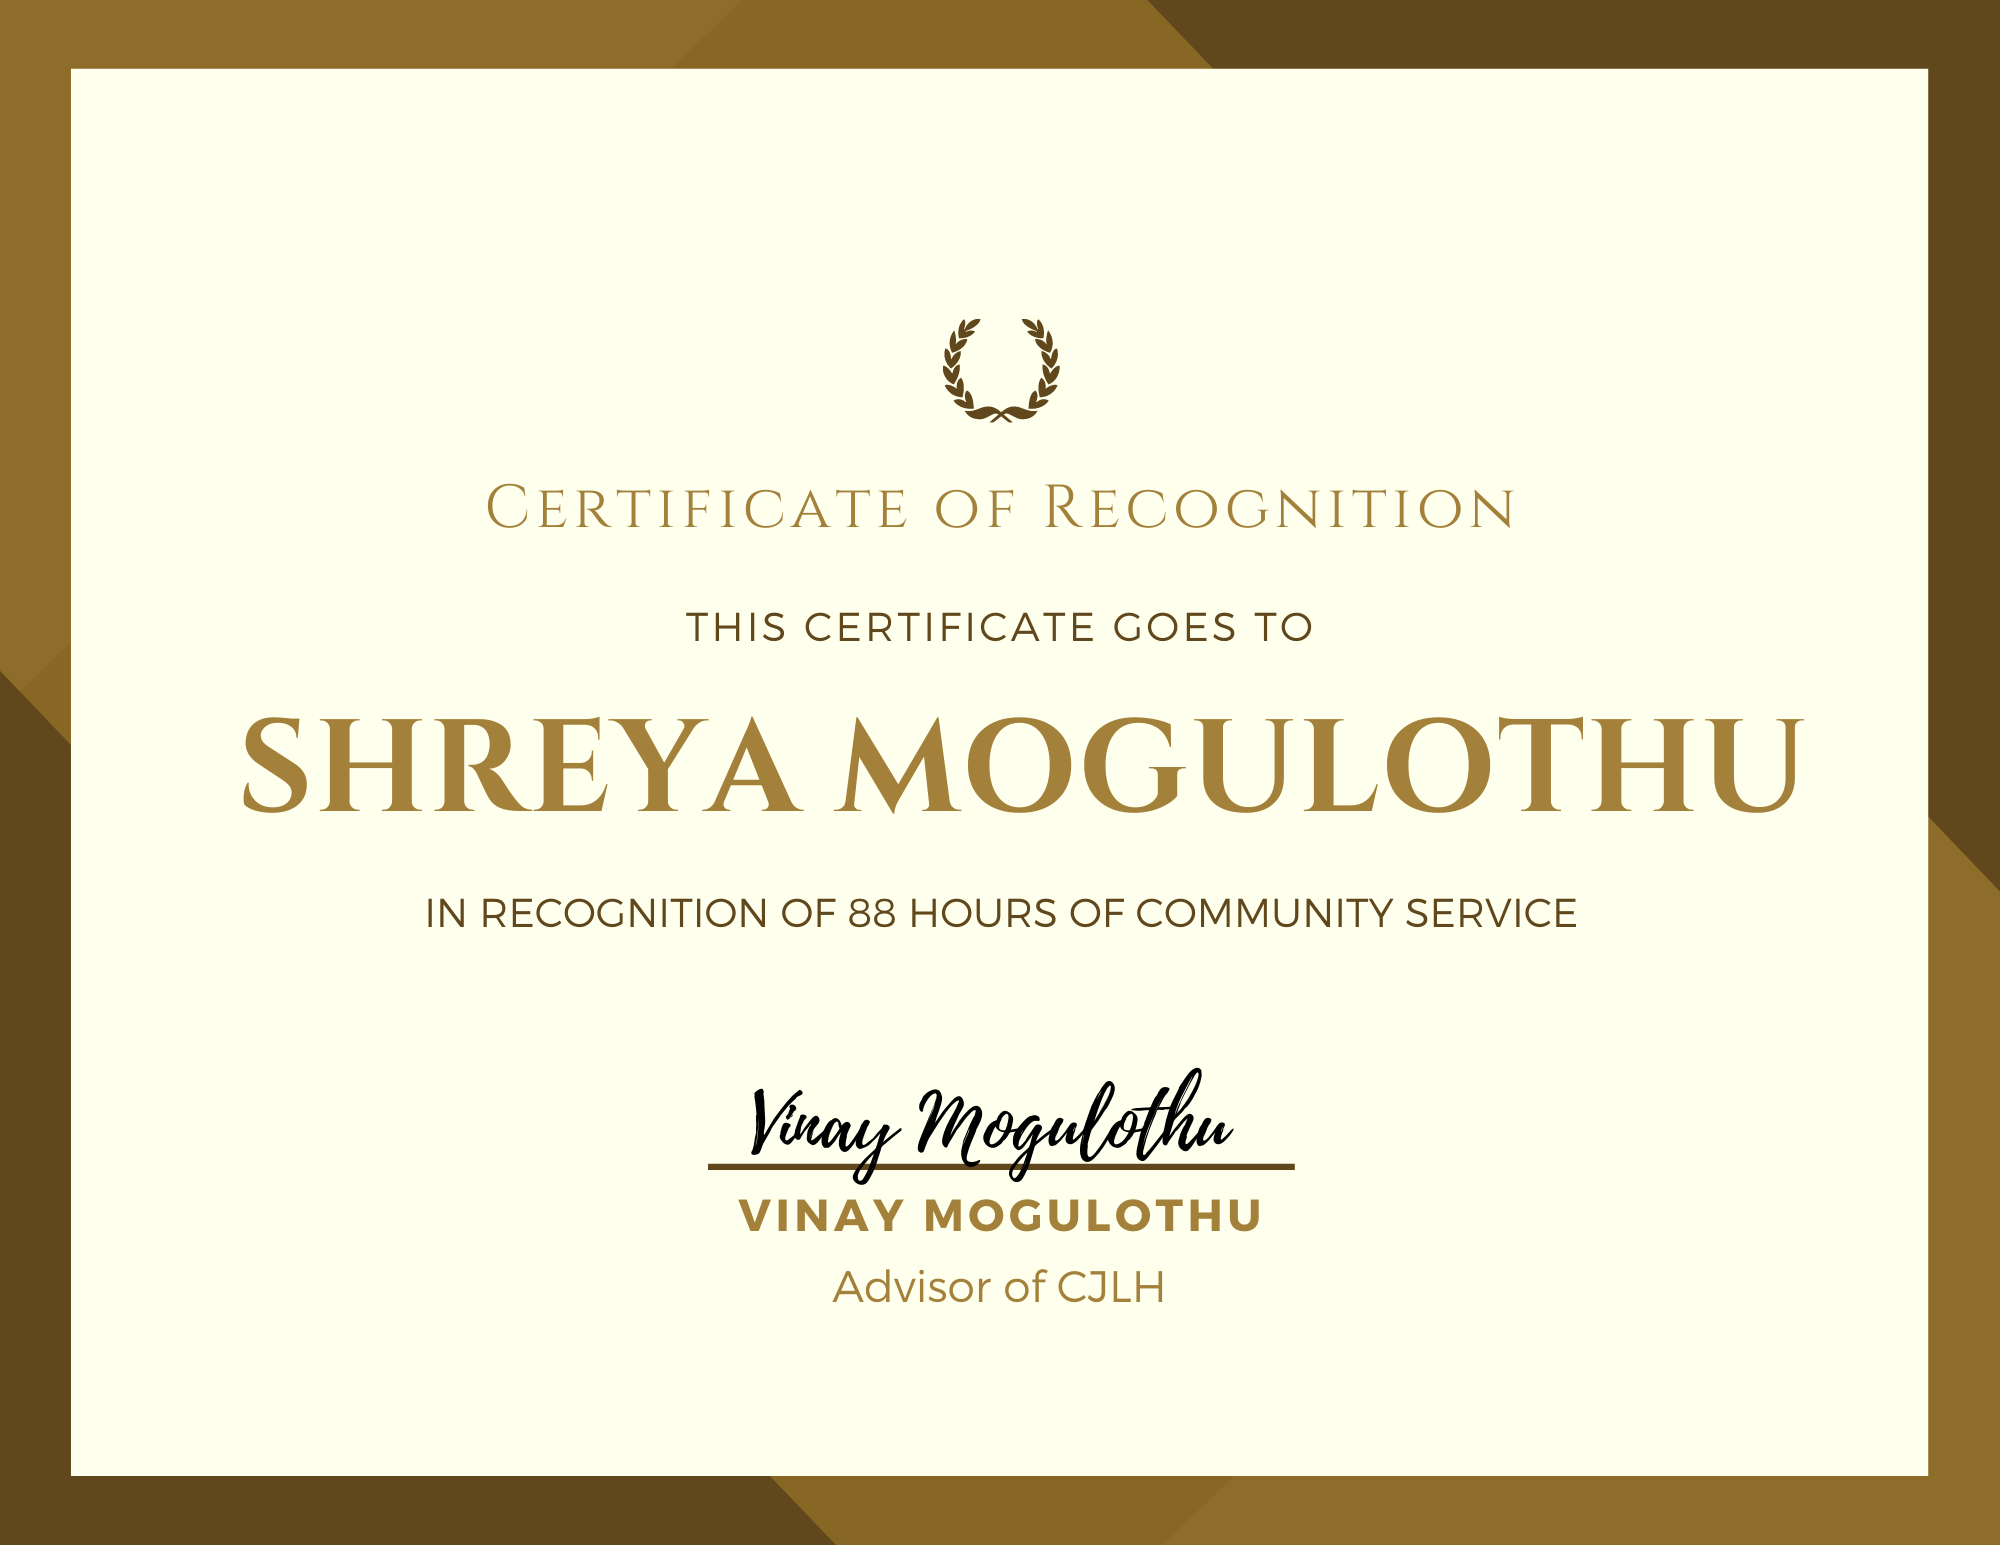 Certificate of Recognition
THIS CERTIFICATE GOES TO
SHREYA MOGULOTHU
IN RECOGNITION OF 88 HOURS OF COMMUNITY SERVICE
Vinay Mogulothu
VINAY MOGULOTHU
Advisor of CJLH